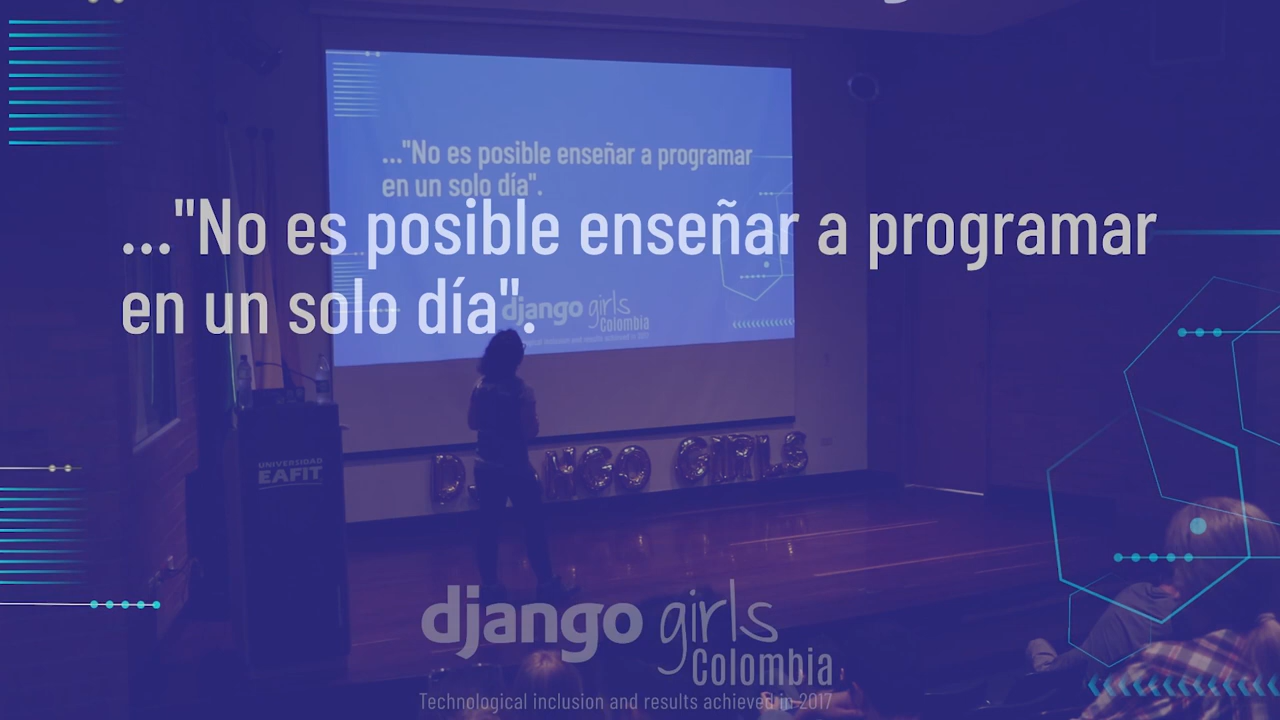 ..."No es posible enseñar a programar
en un solo día".
..."No es posible enseñar a programar
en un solo día".
django girls
Colombia
UNIVERSIDAD
EAFIT
GIRLS
django girls
Colombia
Technological inclusion and results achieved in 2017